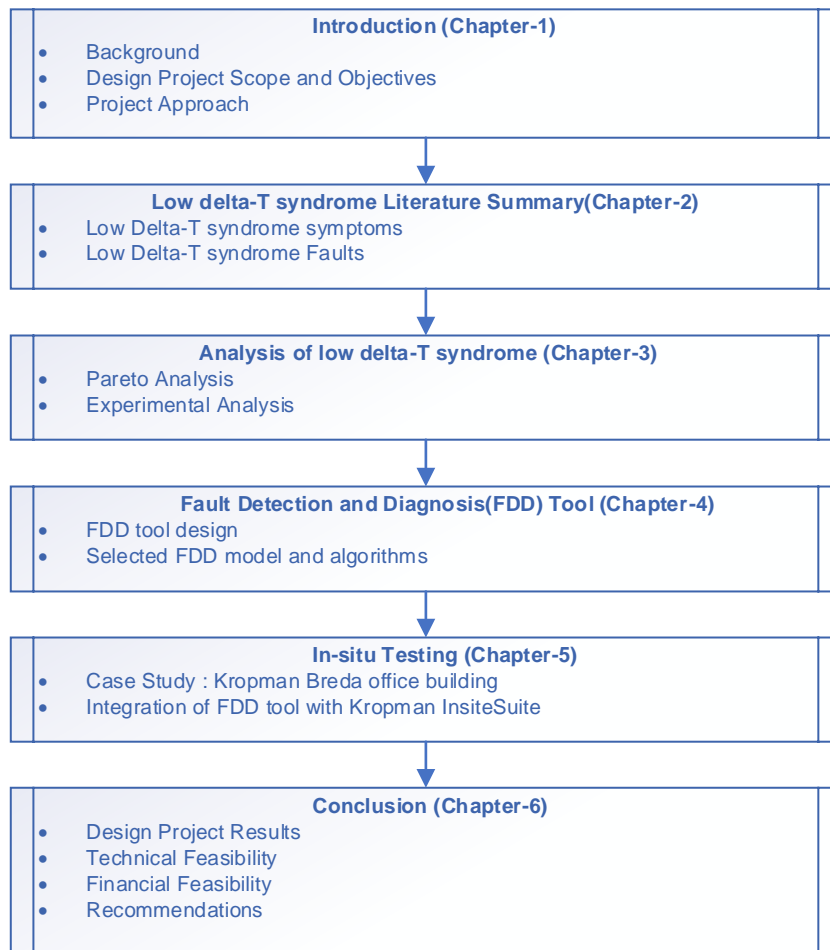 Introduction (Chapter-1)
• Background
• Design Project Scope and Objectives
• Project Approach
Low delta-T syndrome Literature Summary(Chapter-2)
• Low Delta-T syndrome symptoms
• Low Delta-T syndrome Faults
Analysis of low delta-T syndrome (Chapter-3)
• Pareto Analysis
• Experimental Analysis
Fault Detection and Diagnosis(FDD) Tool (Chapter-4)
• FDD tool design
• Selected FDD model and algorithms
In-situ Testing (Chapter-5)
• Case Study : Kropman Breda office building
• Integration of FDD tool with Kropman InsiteSuite
Conclusion (Chapter-6)
• Design Project Results
• Technical Feasibility
• Financial Feasibility
• Recommendations